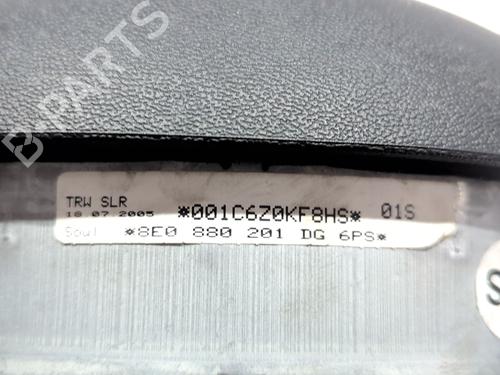 B-PARTS
TRW SLR
18.07.2005 *001C6Z0KF8HS* 01S
Soul *8E0 880 201 DG 6PS*
S